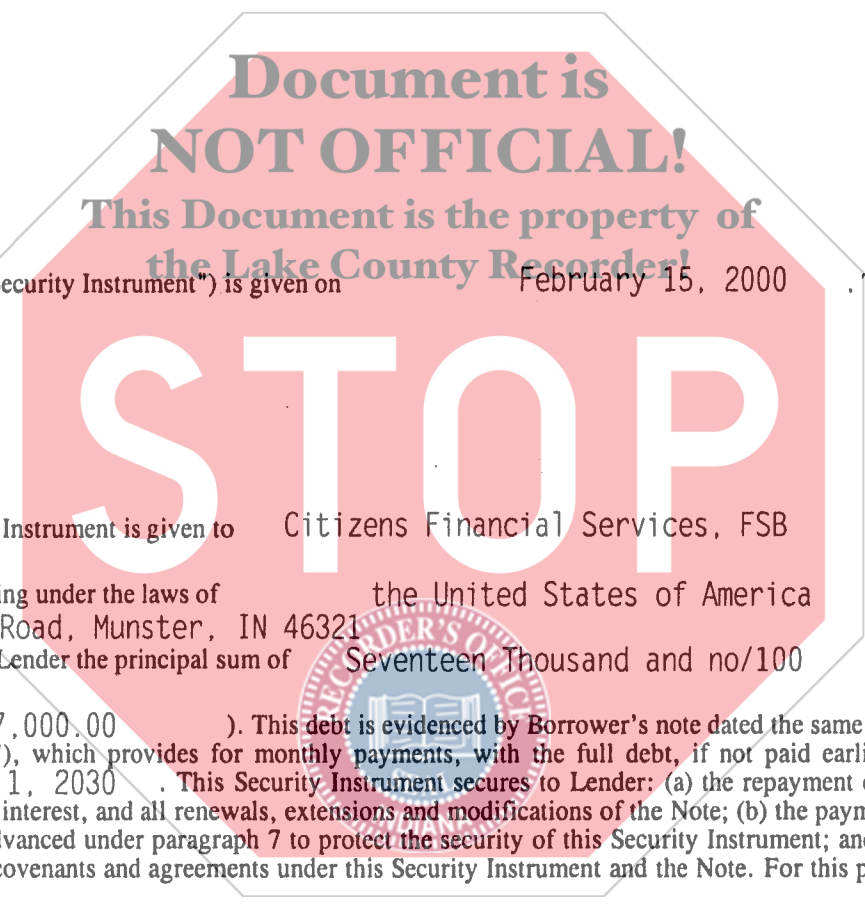 Document is
NOT OFFICIAL!
This Document is the property of
the Lake County Recorder!
ecurity Instrument") is given on February 15, 2000 .
STOP
Instrument is given to Citizens Financial Services, FSB
ing under the laws of the United States of America
Road, Munster, IN 46321
Lender the principal sum of Seventeen Thousand and no/100
RECORDER'S OFFICE
7,000.00 ). This debt is evidenced by Borrower's note dated the same
"), which provides for monthly payments, with the full debt, if not paid earli
1, 2030 . This Security Instrument secures to Lender: (a) the repayment
interest, and all renewals, extensions and modifications of the Note; (b) the paym
dvanced under paragraph 7 to protect the security of this Security Instrument; and
INDIANA
covenants and agreements under this Security Instrument and the Note. For this p